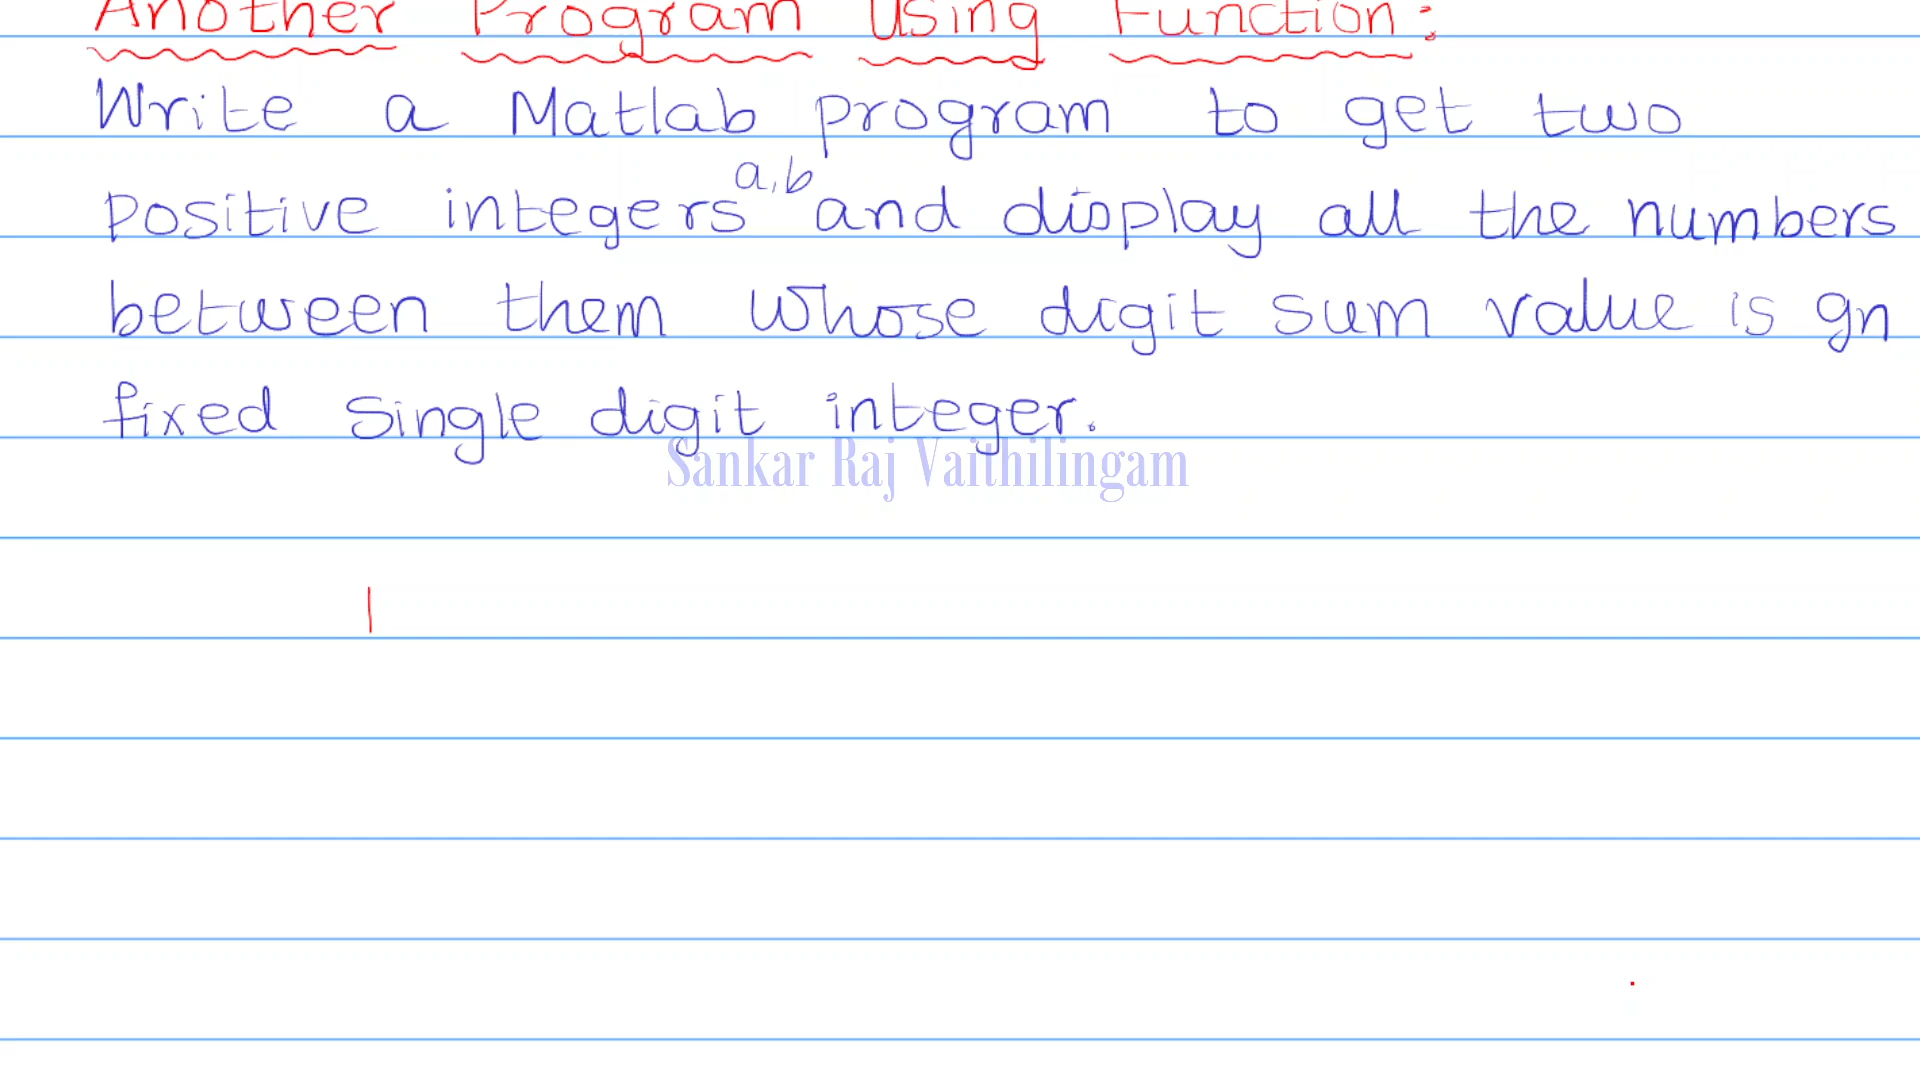 Another Program Using Function:
Write a Matlab program to get two
a,b
positive integers and display all the numbers
between them whose digit sum value is gn
fixed single digit integer.
Sankar Raj Vaithilingam